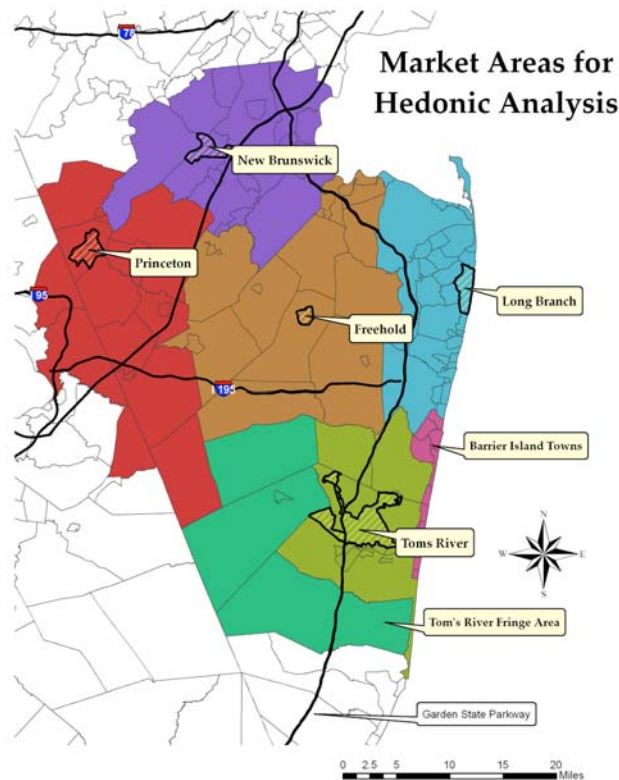 Market Areas for
Hedonic Analysis
78
New Brunswick
Princeton
95
Long Branch
Freehold
195
Barrier Island Towns
Toms River
N
W
E
S
Tom's River Fringe Area
Garden State Parkway
0 2.5 5 10 15 20
Miles